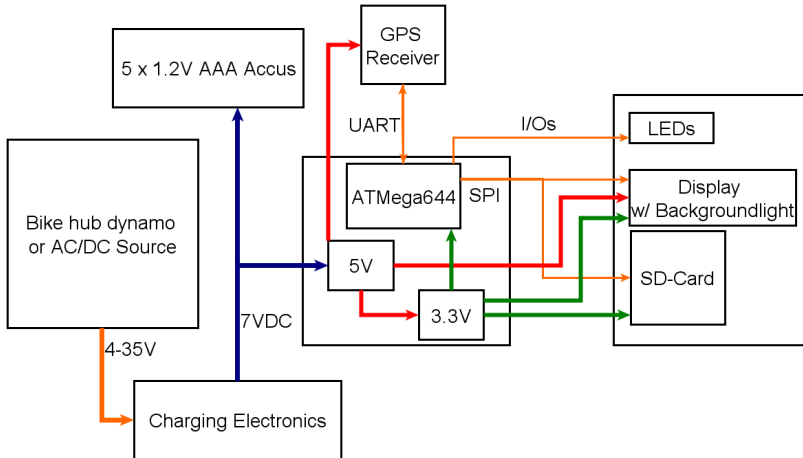 GPS
Receiver
5 x 1.2V AAA Accus
UART
I/Os
LEDs
ATMega644
SPI
Display
w/ Backgroundlight
Bike hub dynamo
or AC/DC Source
5V
SD-Card
3.3V
7VDC
4-35V
Charging Electronics